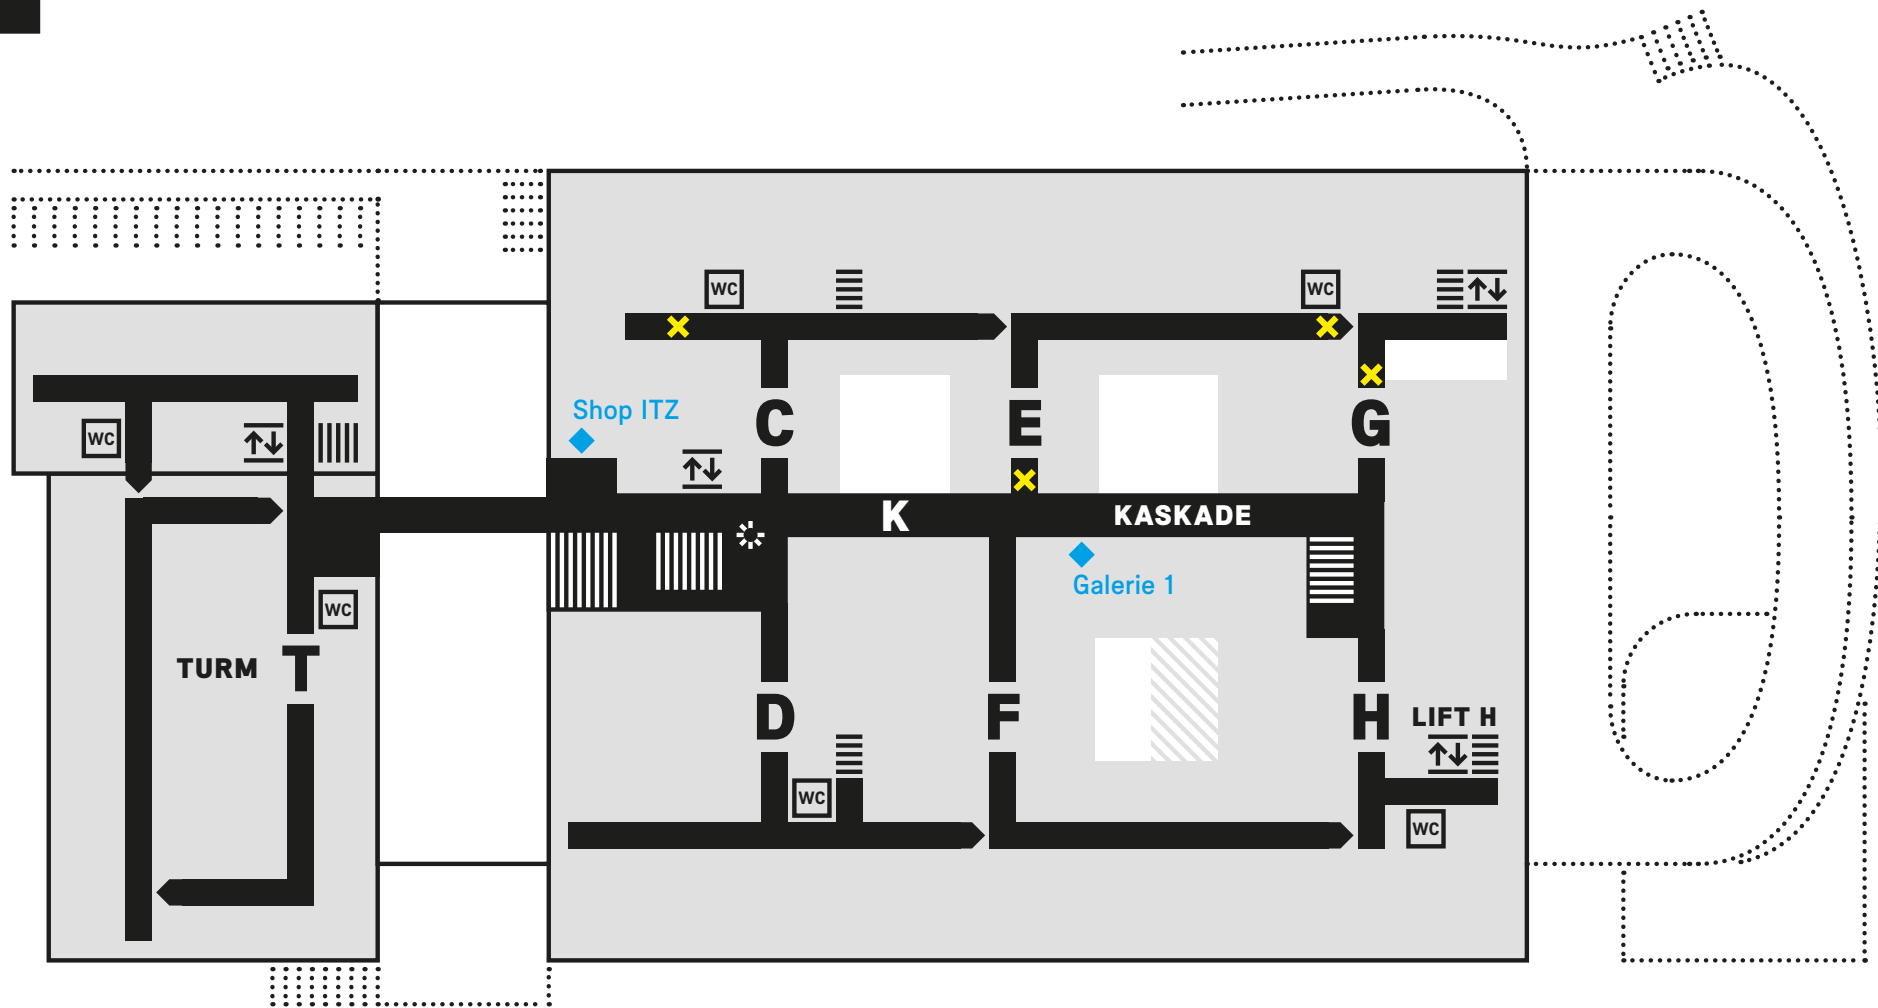 WC
WC
Shop ITZ
C
E
G
WC
K
KASKADE
Galerie 1
WC
TURM
T
D
F
H
LIFT H
WC
WC